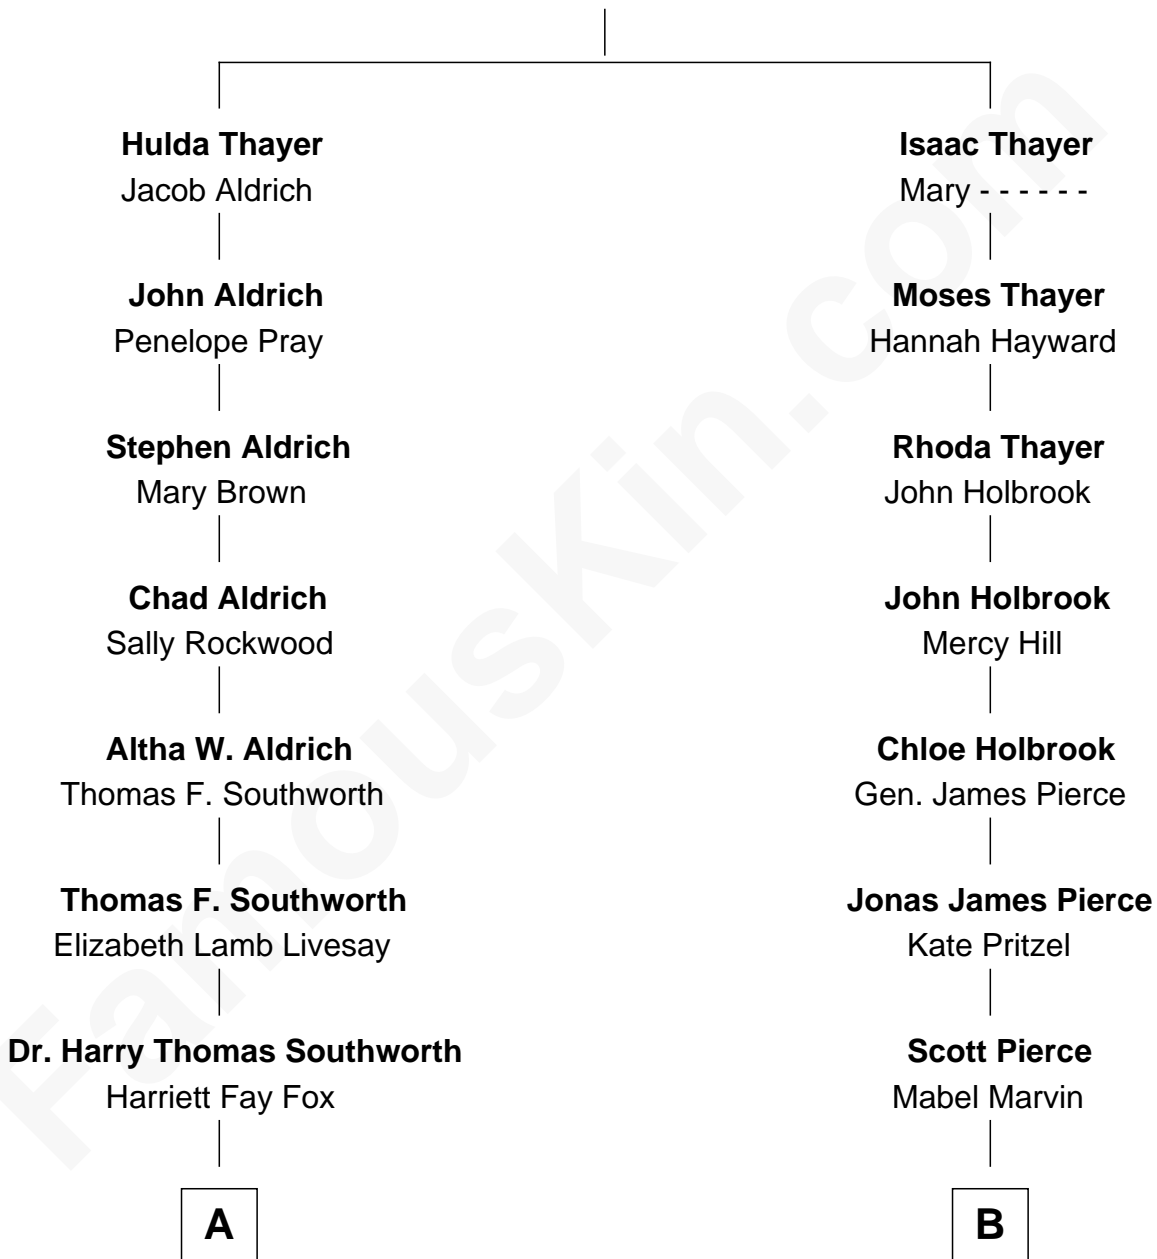 Hulda Thayer
Jacob Aldrich
John Aldrich
Penelope Pray
Stephen Aldrich
Mary Brown
Chad Aldrich
Sally Rockwood
Altha W. Aldrich
Thomas F. Southworth
Thomas F. Southworth
Elizabeth Lamb Livesay
Dr. Harry Thomas Southworth
Harriett Fay Fox
A
Isaac Thayer
Mary - - - - - -
Moses Thayer
Hannah Hayward
Rhoda Thayer
John Holbrook
John Holbrook
Mercy Hill
Chloe Holbrook
Gen. James Pierce
Jonas James Pierce
Kate Pritzel
Scott Pierce
Mabel Marvin
B
FamousKin.com